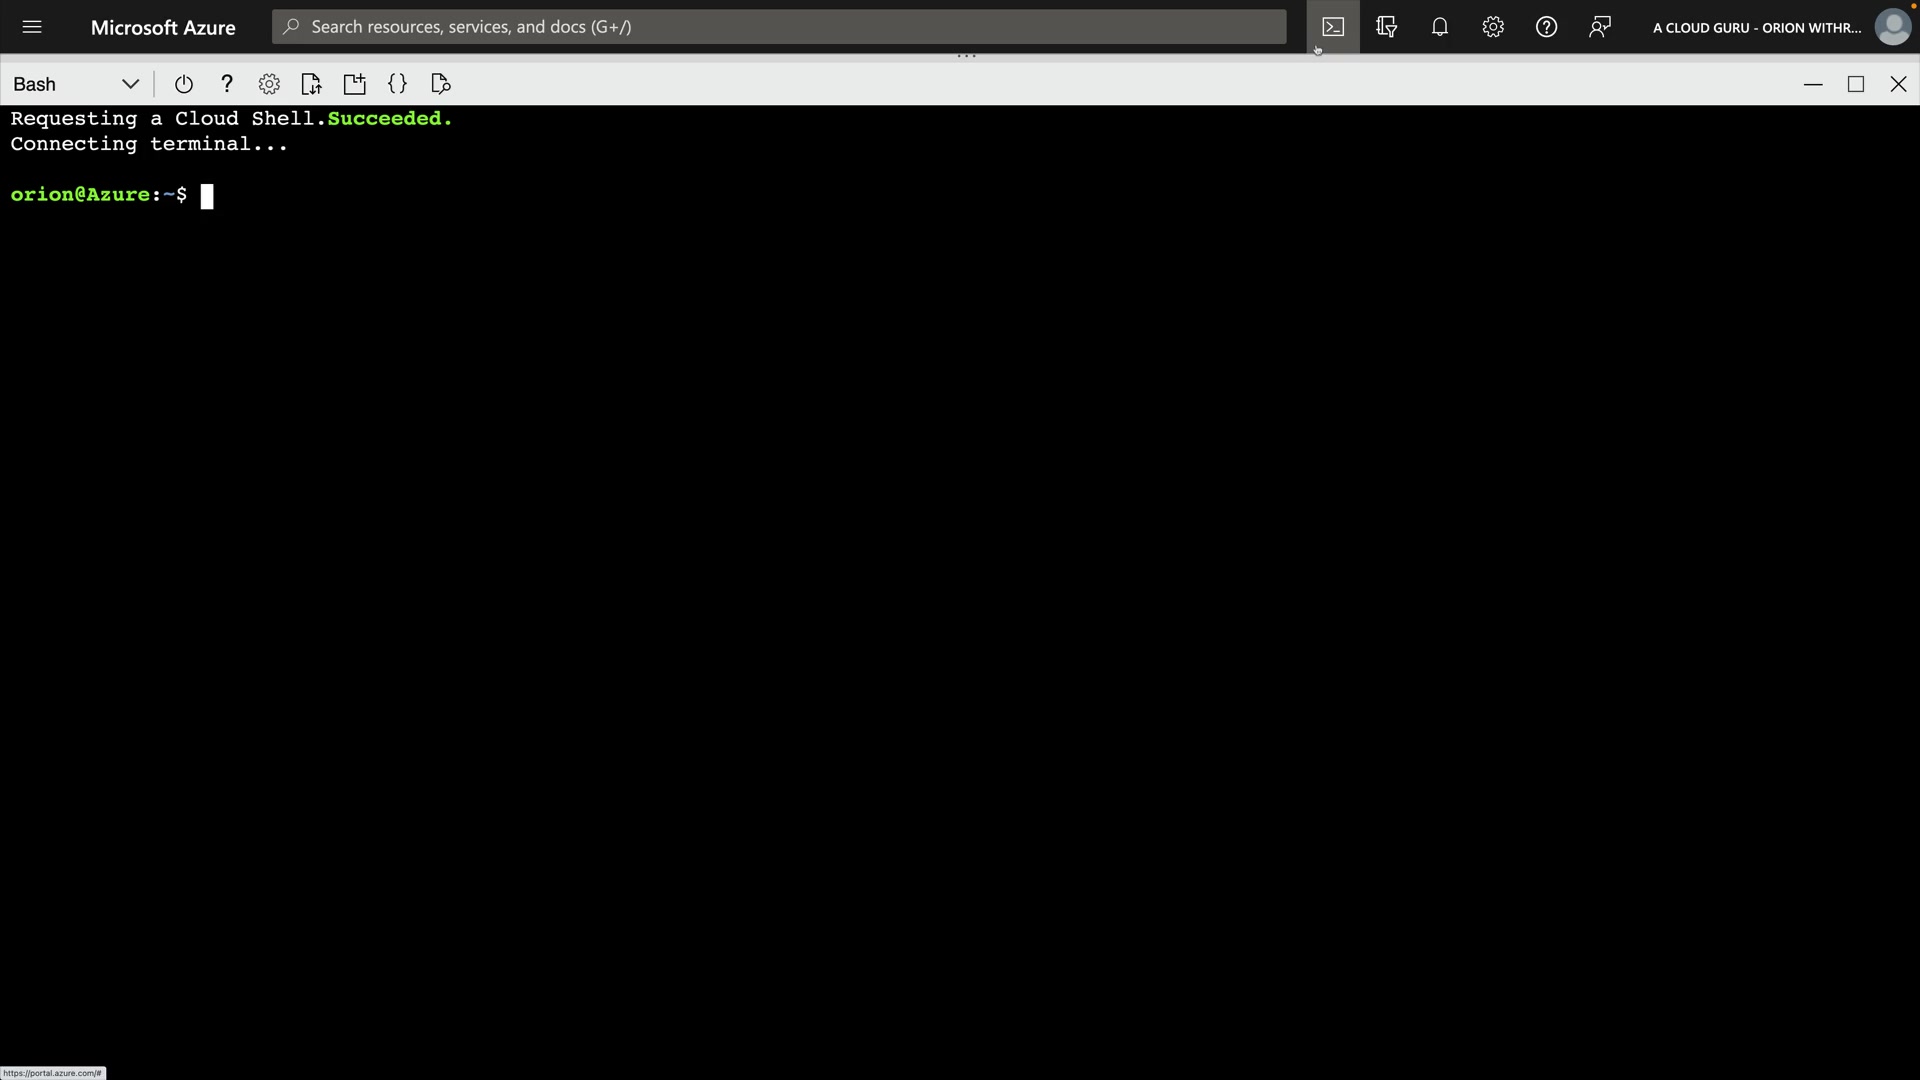 Microsoft Azure
Search resources, services, and docs (G+/)
A CLOUD GURU - ORION WITHR...
Bash
Requesting a Cloud Shell.Succeeded.
Connecting terminal...
orion@Azure:~$
https://portal.azure.com/#